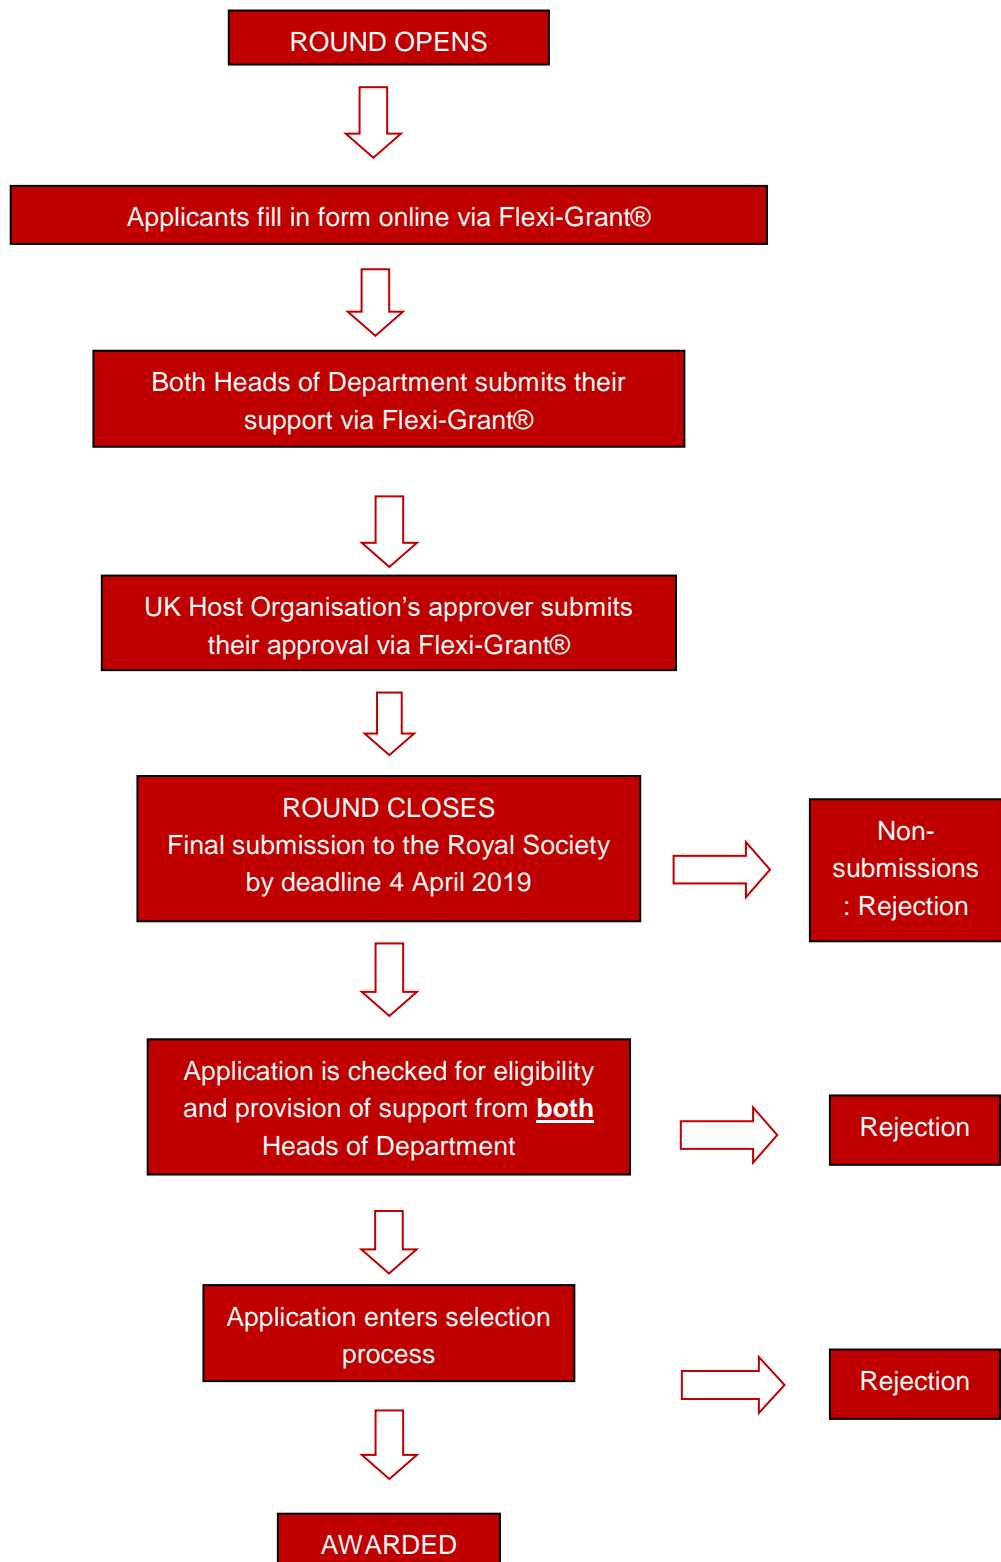 ROUND OPENS
Applicants fill in form online via Flexi-Grant®
Both Heads of Department submits their
support via Flexi-Grant®
UK Host Organisation’s approver submits
their approval via Flexi-Grant®
ROUND CLOSES
Final submission to the Royal Society
by deadline 4 April 2019
Non-
submissions
: Rejection
Application is checked for eligibility
and provision of support from both
Heads of Department
Rejection
Application enters selection
process
Rejection
AWARDED